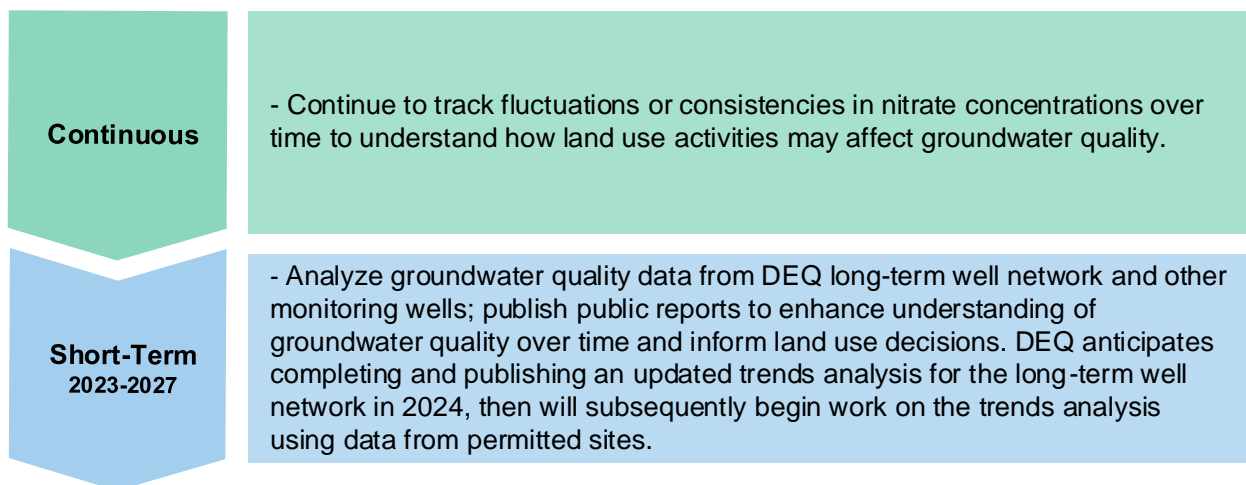 Continuous
- Continue to track fluctuations or consistencies in nitrate concentrations over
time to understand how land use activities may affect groundwater quality.
Short-Term
2023-2027
- Analyze groundwater quality data from DEQ long-term well network and other
monitoring wells; publish public reports to enhance understanding of
groundwater quality over time and inform land use decisions. DEQ anticipates
completing and publishing an updated trends analysis for the long-term well
network in 2024, then will subsequently begin work on the trends analysis
using data from permitted sites.